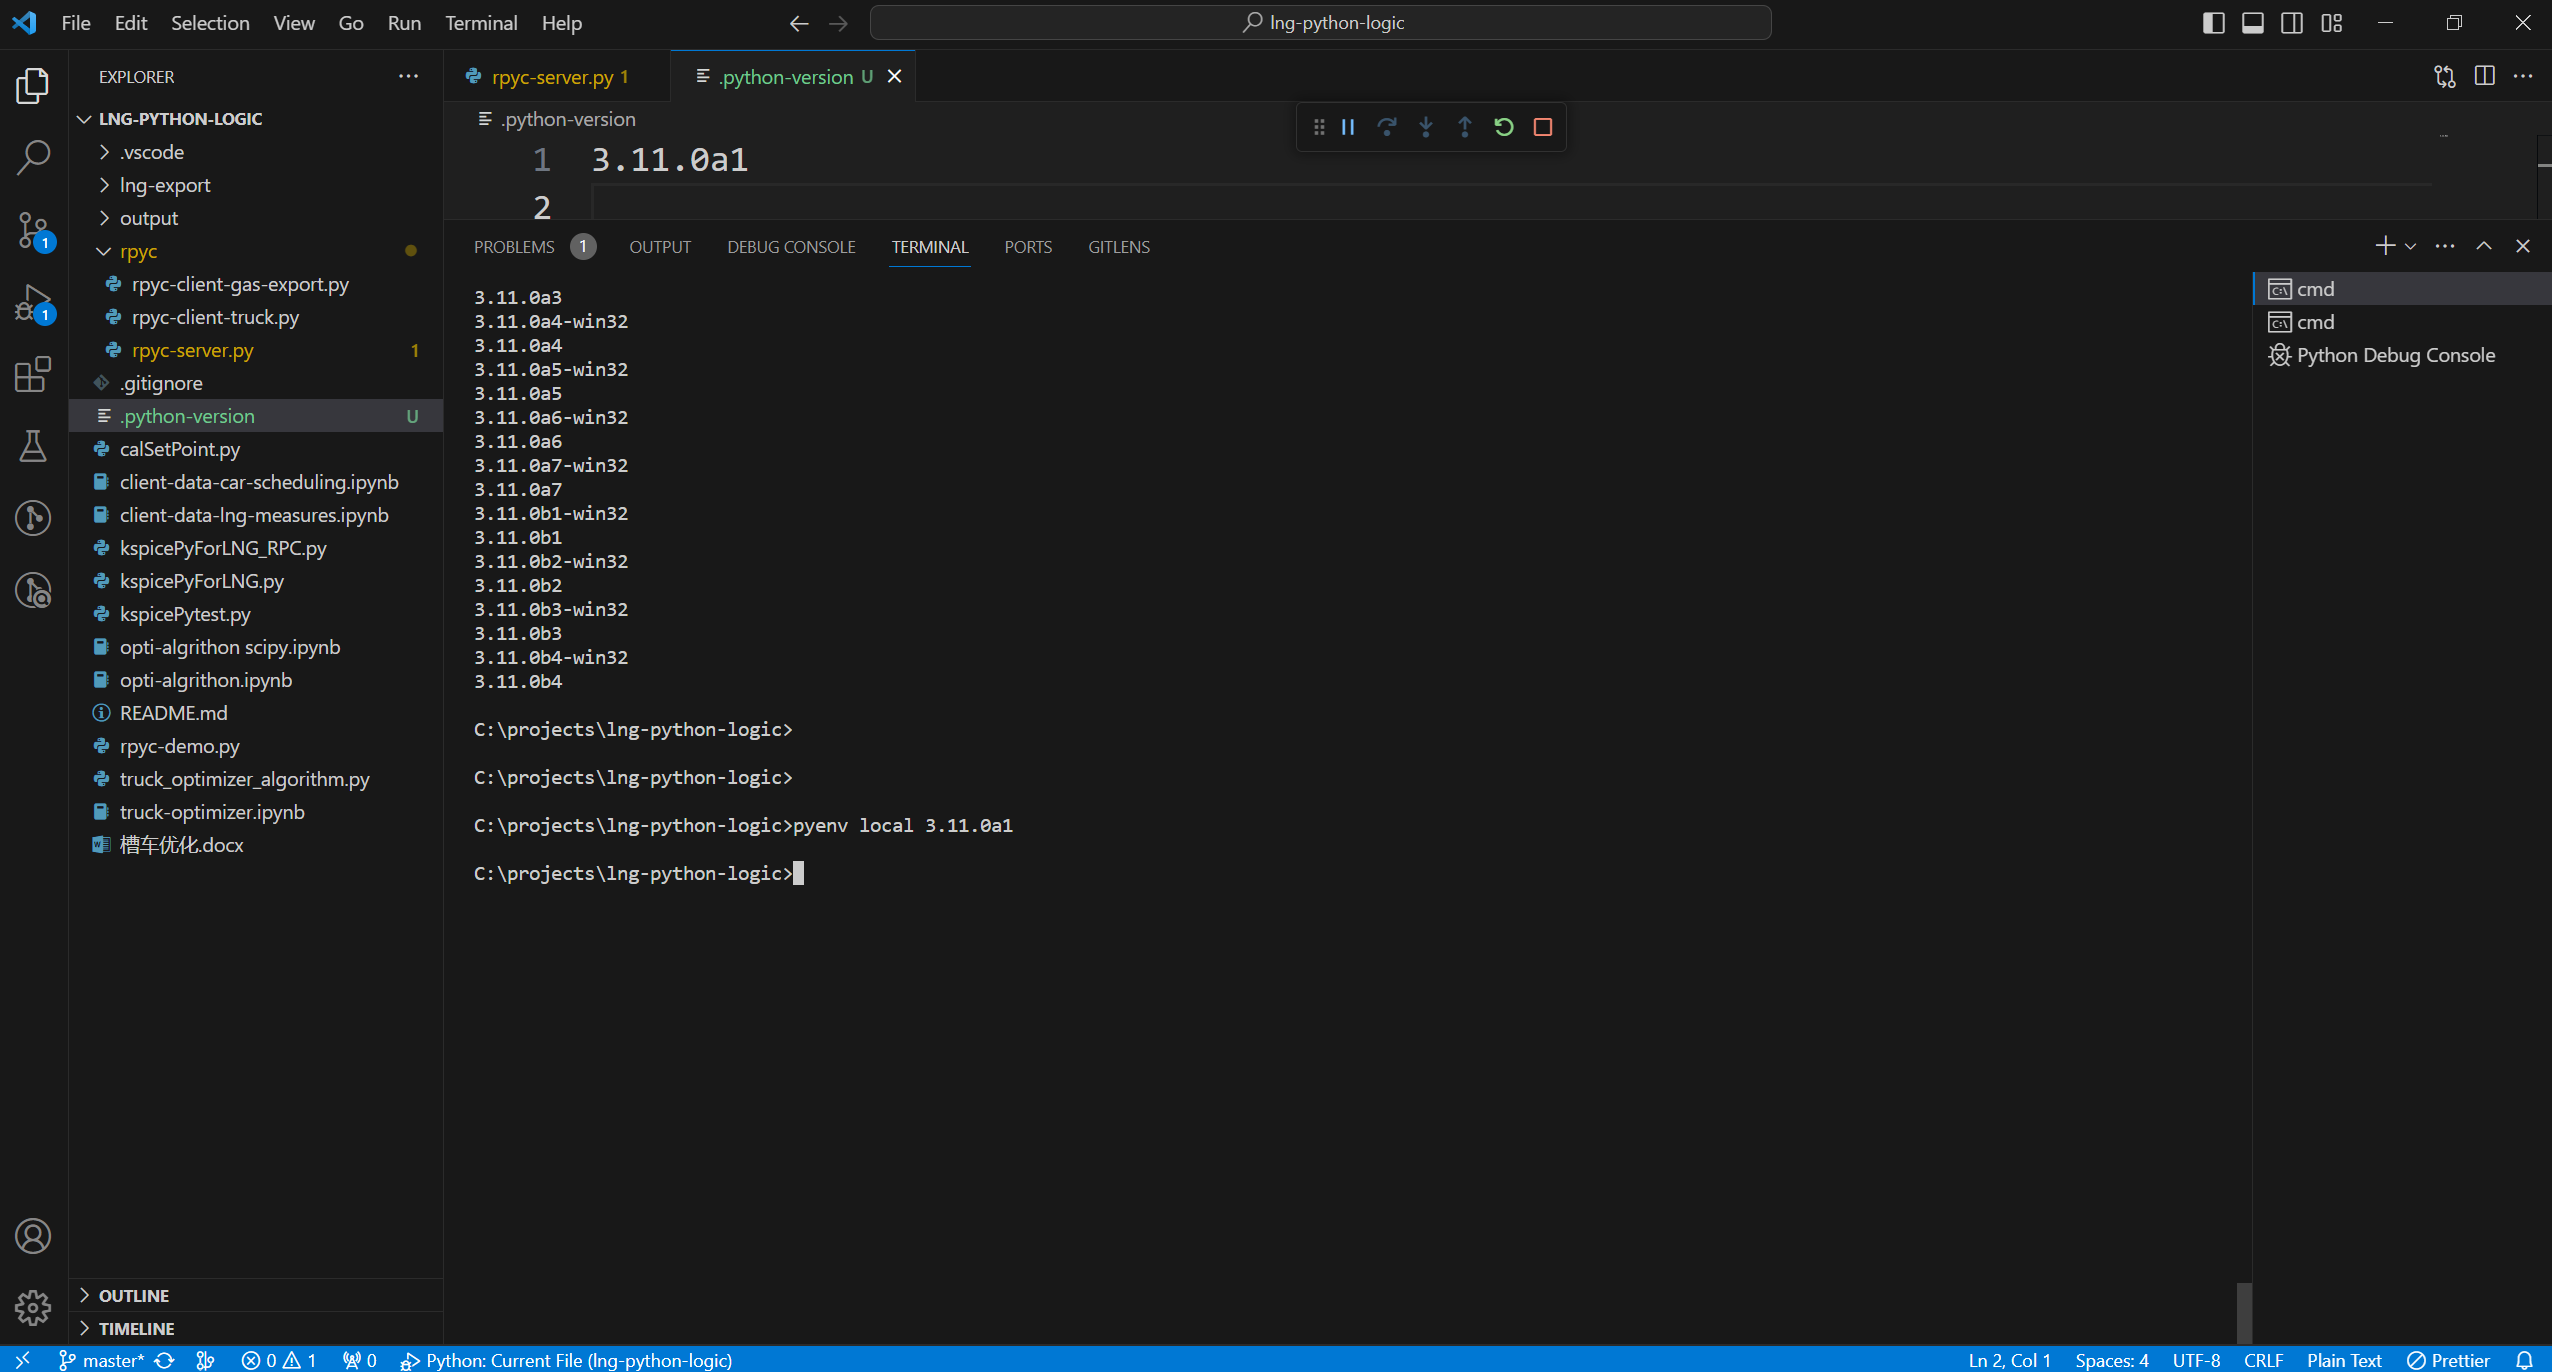 File Edit Selection View Go Run Terminal Help
lng-python-logic
EXPLORER
LNG-PYTHON-LOGIC
.vscode
lng-export
output
rpyc
rpyc-client-gas-export.py
rpyc-client-truck.py
rpyc-server.py 1
.gitignore
.python-version U
calSetPoint.py
client-data-car-scheduling.ipynb
client-data-lng-measures.ipynb
kspicePyForLNG_RPC.py
kspicePyForLNG.py
kspicePytest.py
opti-algrithon scipy.ipynb
opti-algrithon.ipynb
README.md
rpyc-demo.py
truck_optimizer_algorithm.py
truck-optimizer.ipynb
槽车优化.docx
OUTLINE
TIMELINE
1
1
rpyc-server.py 1
.python-version U
.python-version
1 3.11.0a1
2
PROBLEMS 1 OUTPUT DEBUG CONSOLE TERMINAL PORTS GITLENS
3.11.0a3
3.11.0a4-win32
3.11.0a4
3.11.0a5-win32
3.11.0a5
3.11.0a6-win32
3.11.0a6
3.11.0a7-win32
3.11.0a7
3.11.0b1-win32
3.11.0b1
3.11.0b2-win32
3.11.0b2
3.11.0b3-win32
3.11.0b3
3.11.0b4-win32
3.11.0b4
C:\projects\lng-python-logic>
C:\projects\lng-python-logic>
C:\projects\lng-python-logic>pyenv local 3.11.0a1
C:\projects\lng-python-logic>
cmd
cmd
Python Debug Console
master* 0 1 0 Python: Current File (lng-python-logic)
Ln 2, Col 1 Spaces: 4 UTF-8 CRLF Plain Text Prettier